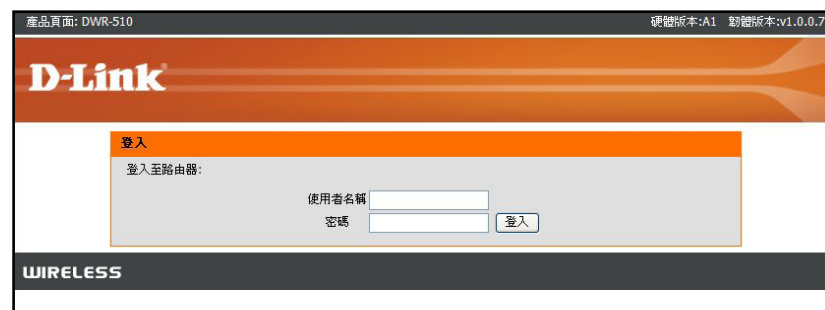 產品頁面: DWR-510 硬體版本:A1 韌體版本:v1.0.0.7
D-Link®
登入
登入至路由器:
使用者名稱
密碼 登入
WIRELESS